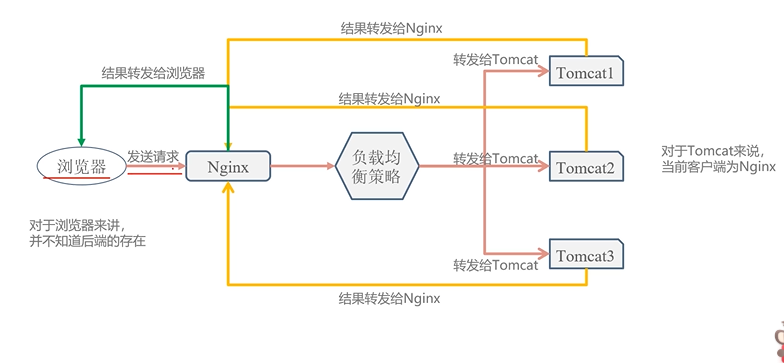 结果转发给Nginx
转发给Tomcat
Tomcat1
结果转发给浏览器
结果转发给Nginx
浏览器
发送请求
Nginx
负载均
衡策略
转发给Tomcat
Tomcat2
对于Tomcat来说，
当前客户端为Nginx
对于浏览器来讲，
并不知道后端的存在
转发给Tomcat
Tomcat3
结果转发给Nginx